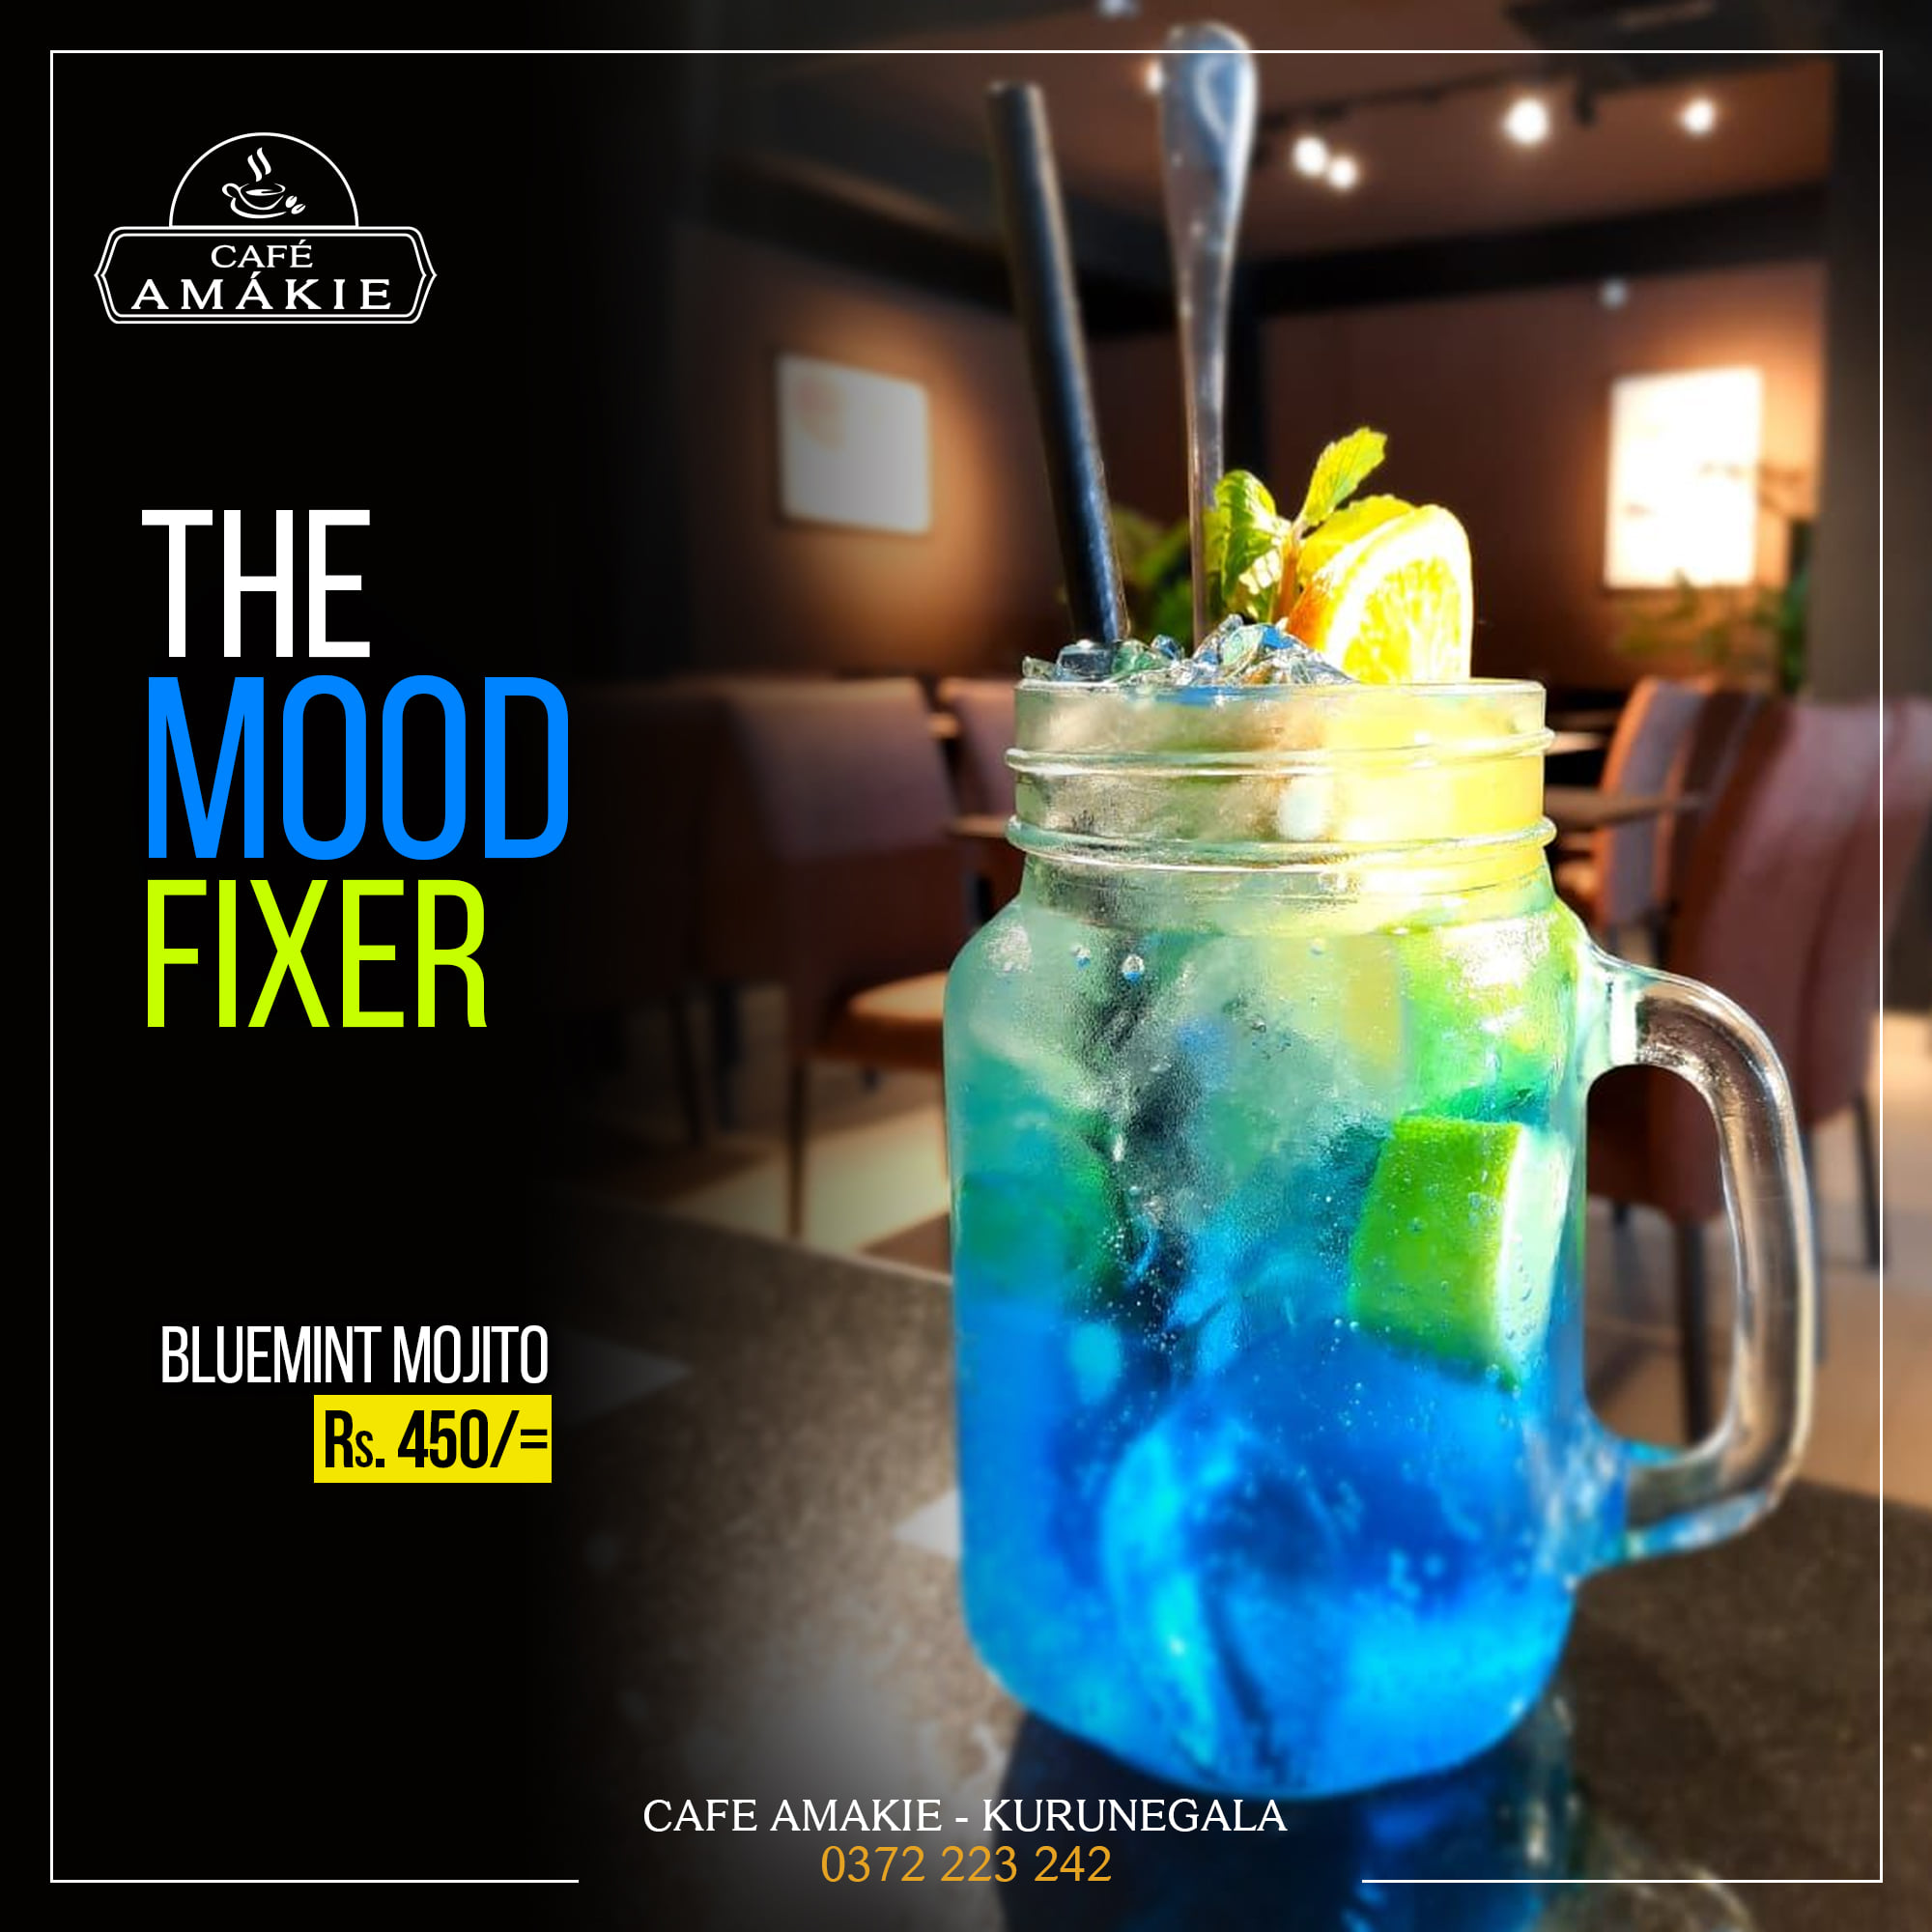 CAFÉ
AMÁKIE
THE
MOOD
FIXER
BLUEMINT MOJITO
Rs. 450/=
CAFE AMAKIE - KURUNEGALA
0372 223 242